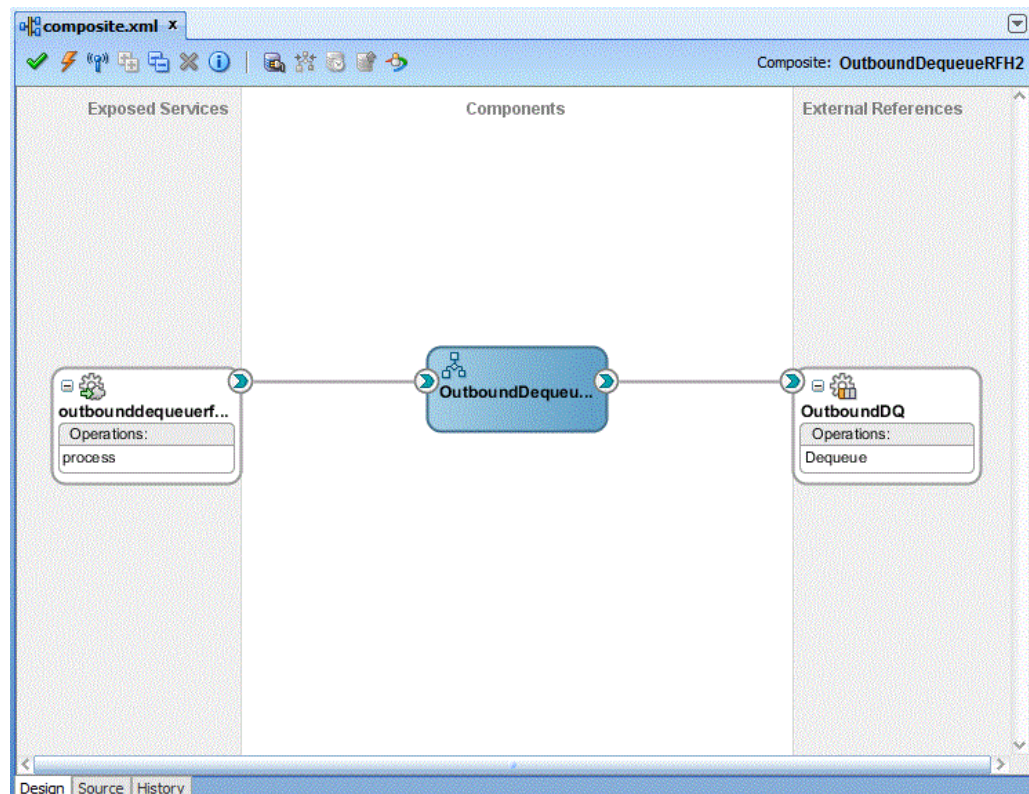 composite.xml x
Composite: OutboundDequeueRFH2
Exposed Services
Components
External References
outbounddequeuerf...
Operations:
process
OutboundDequeu...
OutboundDQ
Operations:
Dequeue
Design Source History